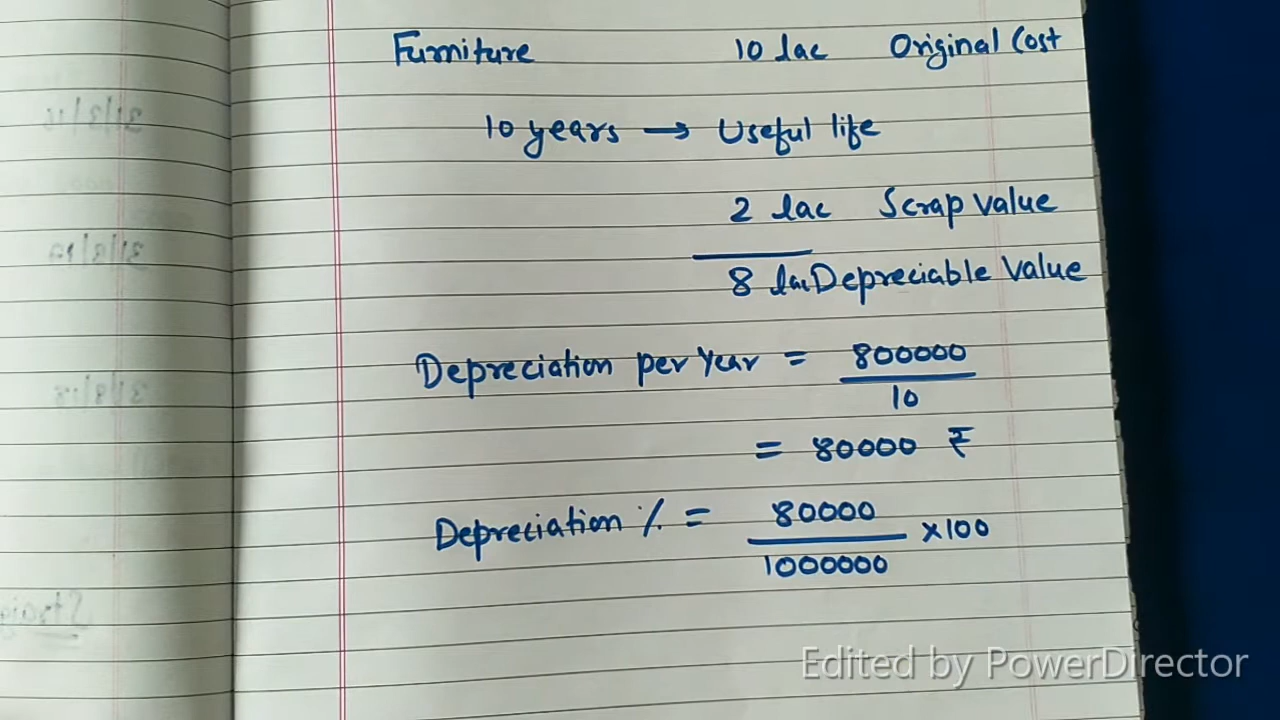 Furniture 10 lac Original Cost
10 years → Useful life
2 lac Scrap value
8 lac Depreciable Value
Depreciation per Year = 800000
10
= 80000 ₹
Depreciation % = 80000
1000000 ×100
Edited by PowerDirector